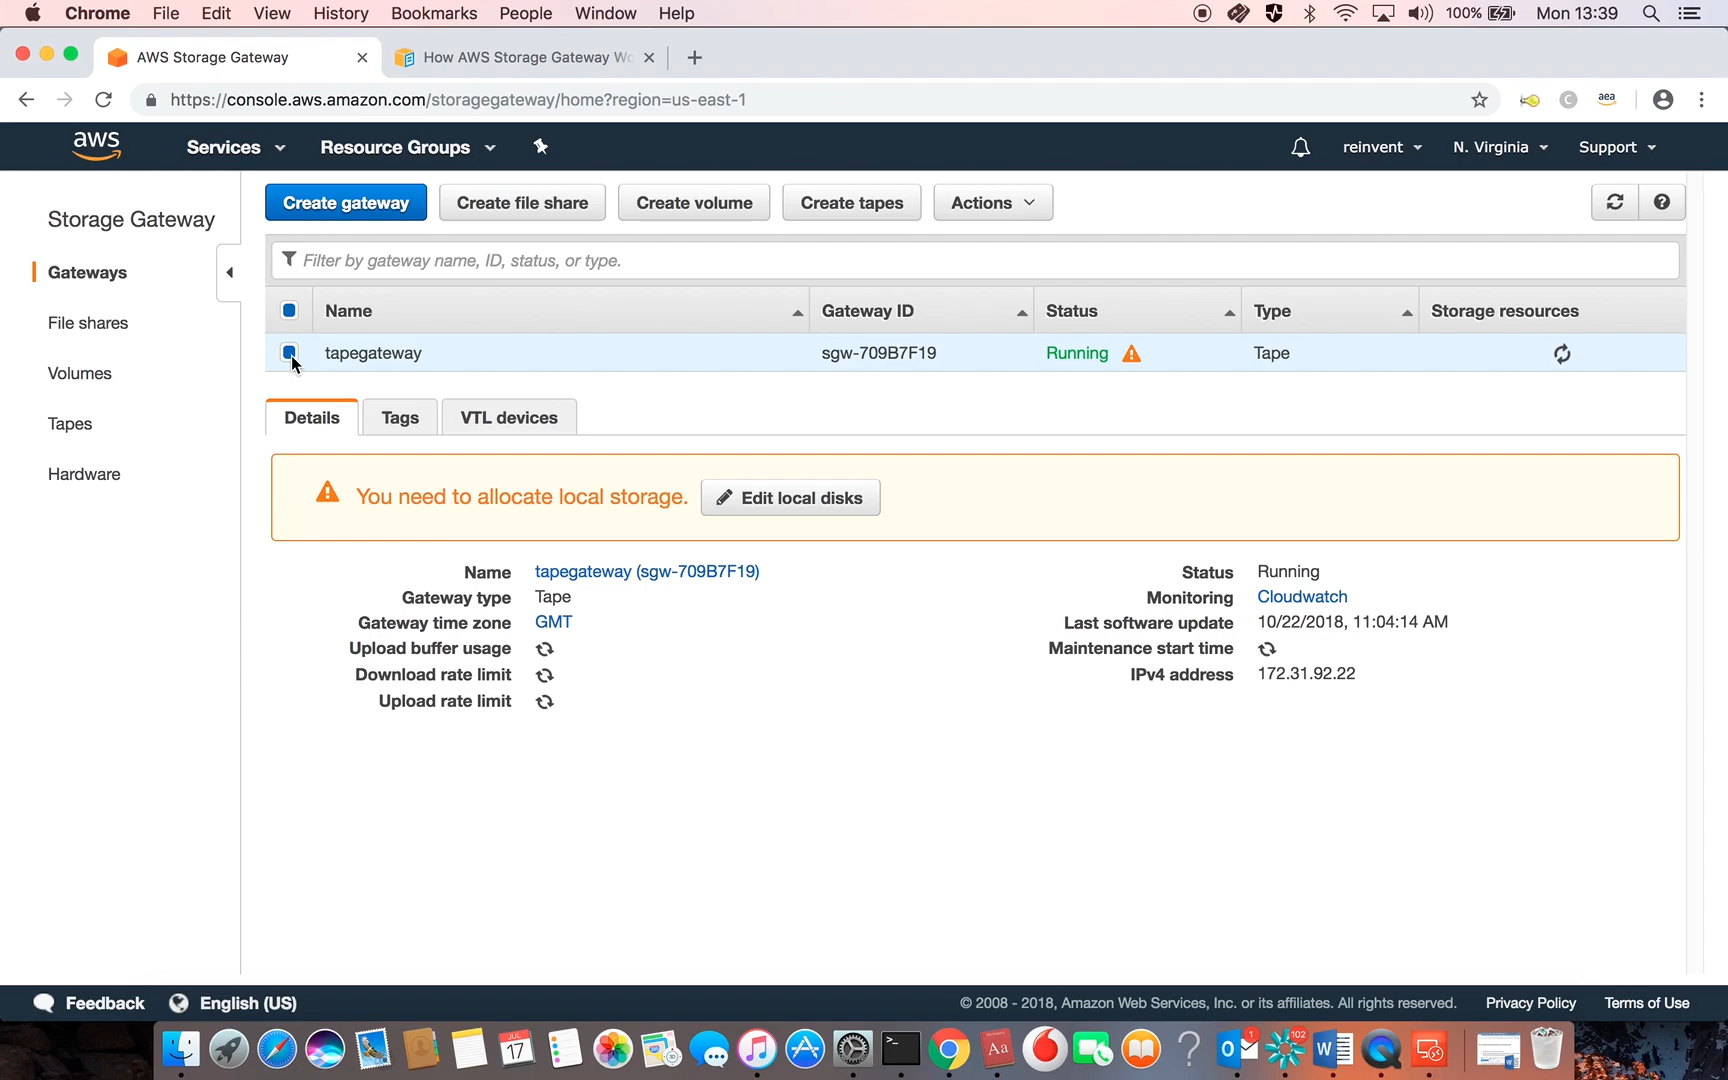 Chrome File Edit View History Bookmarks People Window Help 100% Mon 13:39
AWS Storage Gateway How AWS Storage Gateway Wo
https://console.aws.amazon.com/storagegateway/home?region=us-east-1 aea
aws Services Resource Groups reinvent N. Virginia Support
Storage Gateway
Gateways
File shares
Volumes
Tapes
Hardware
Create gateway Create file share Create volume Create tapes Actions
Filter by gateway name, ID, status, or type.
Name Gateway ID Status Type Storage resources
tapegateway sgw-709B7F19 Running Tape
Details Tags VTL devices
You need to allocate local storage. Edit local disks
Name tapegateway (sgw-709B7F19)
Gateway type Tape
Gateway time zone GMT
Upload buffer usage
Download rate limit
Upload rate limit
Status Running
Monitoring Cloudwatch
Last software update 10/22/2018, 11:04:14 AM
Maintenance start time
IPv4 address 172.31.92.22
Feedback English (US) © 2008 - 2018, Amazon Web Services, Inc. or its affiliates. All rights reserved. Privacy Policy Terms of Use
JUL
17
Aa
1
102